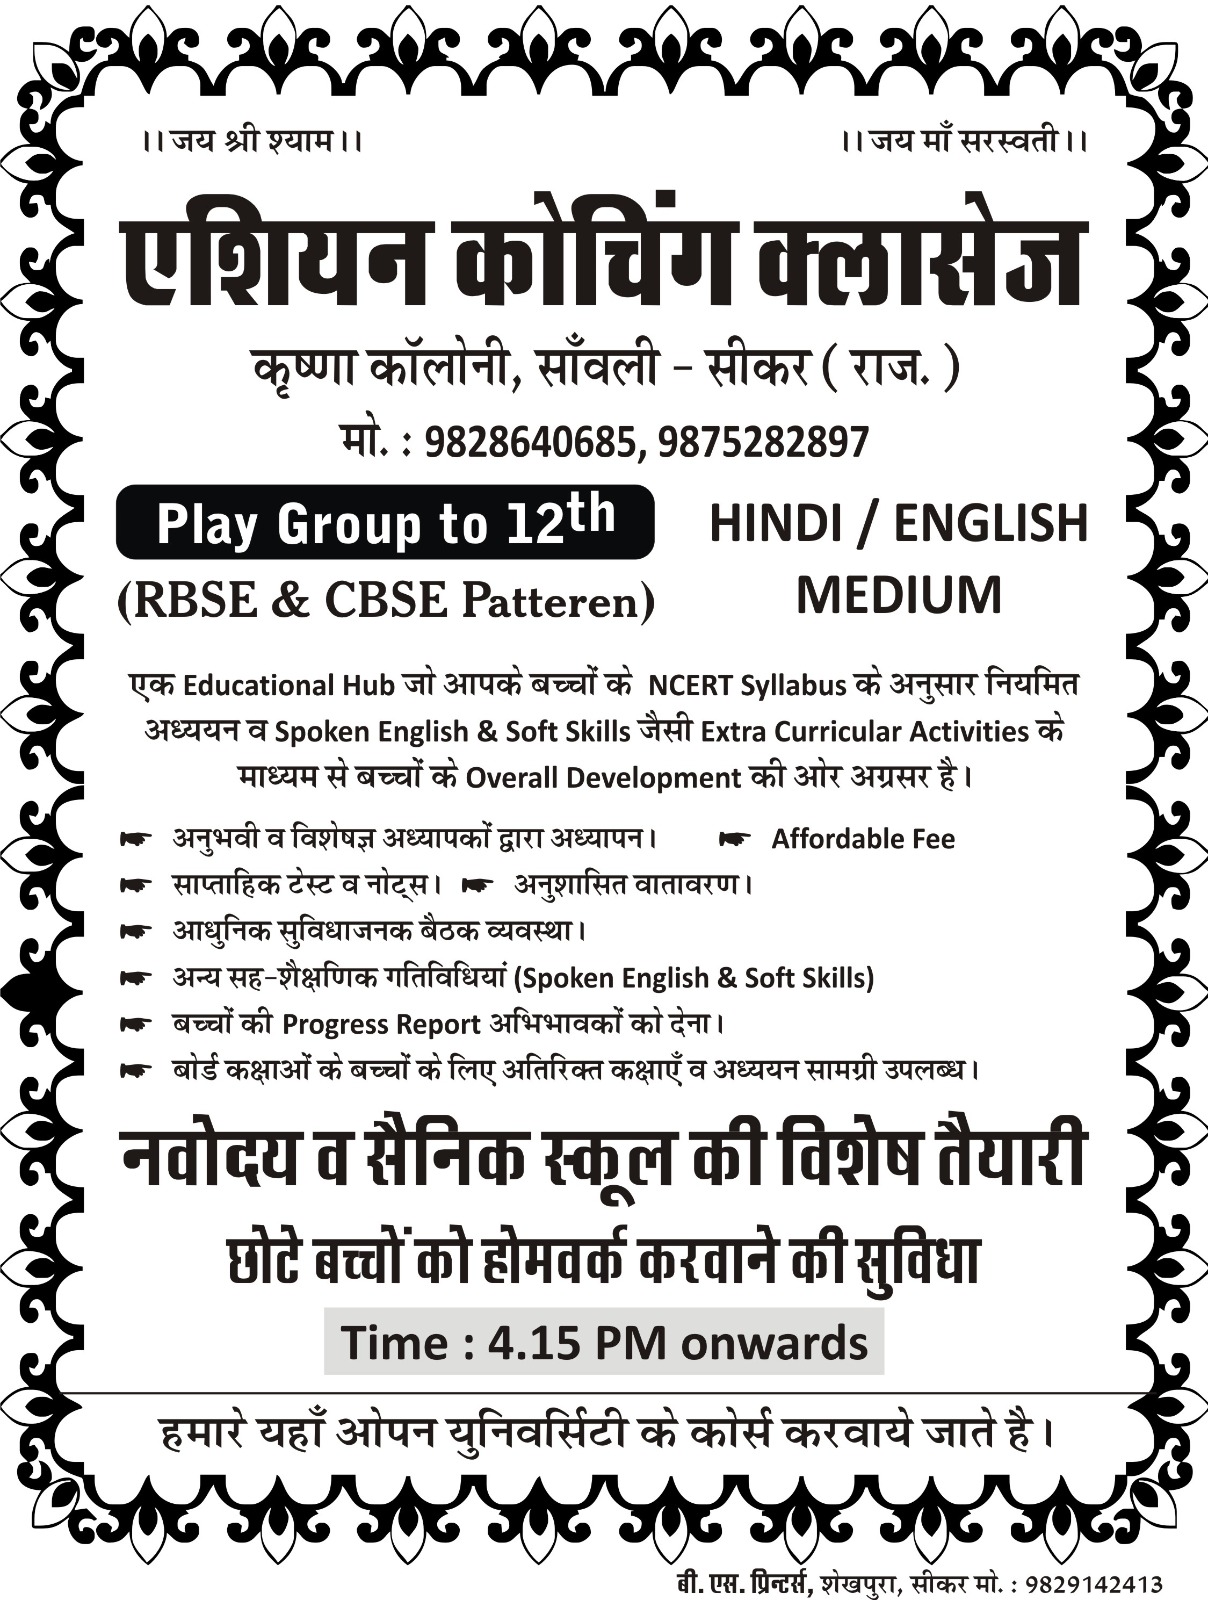 ।। जय श्री श्याम ।। ।। जय माँ सरस्वती ।।
एशियन कोचिंग क्लासेज
कृष्णा कॉलोनी, साँवली - सीकर ( राज. )
मो. : 9828640685, 9875282897
Play Group to 12th HINDI / ENGLISH
(RBSE & CBSE Patteren) MEDIUM
एक Educational Hub जो आपके बच्चों के NCERT Syllabus के अनुसार नियमित
अध्ययन व Spoken English & Soft Skills जैसी Extra Curricular Activities के
माध्यम से बच्चों के Overall Development की ओर अग्रसर है।
अनुभवी व विशेषज्ञ अध्यापकों द्वारा अध्यापन। Affordable Fee
साप्ताहिक टेस्ट व नोट्स। अनुशासित वातावरण।
आधुनिक सुविधाजनक बैठक व्यवस्था।
अन्य सह-शैक्षणिक गतिविधियां (Spoken English & Soft Skills)
बच्चों की Progress Report अभिभावकों को देना।
बोर्ड कक्षाओं के बच्चों के लिए अतिरिक्त कक्षाएँ व अध्ययन सामग्री उपलब्ध।
नवोदय व सैनिक स्कूल की विशेष तैयारी
छोटे बच्चों को होमवर्क करवाने की सुविधा
Time : 4.15 PM onwards
हमारे यहाँ ओपन युनिवर्सिटी के कोर्स करवाये जाते है।
बी. एस. प्रिन्टर्स, शेखपुरा, सीकर मो. : 9829142413